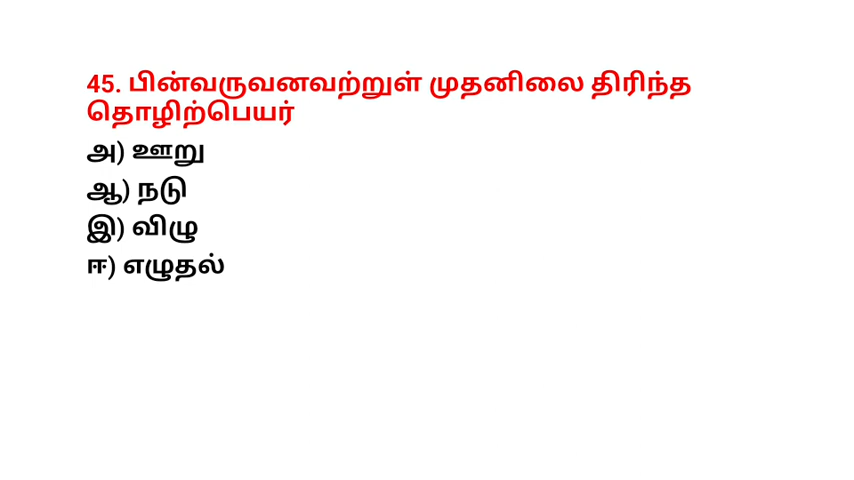 45. பின்வருவனவற்றுள் முதனிலை திரிந்த
தொழிற்பெயர்
அ) ஊறு
ஆ) நடு
இ) விழு
ஈ) எழுதல்